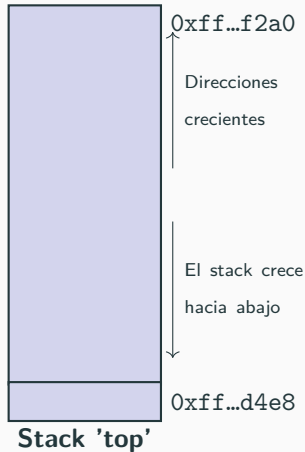 0xff…f2a0
Direcciones
crecientes
El stack crece
hacia abajo
0xff…d4e8
Stack 'top'